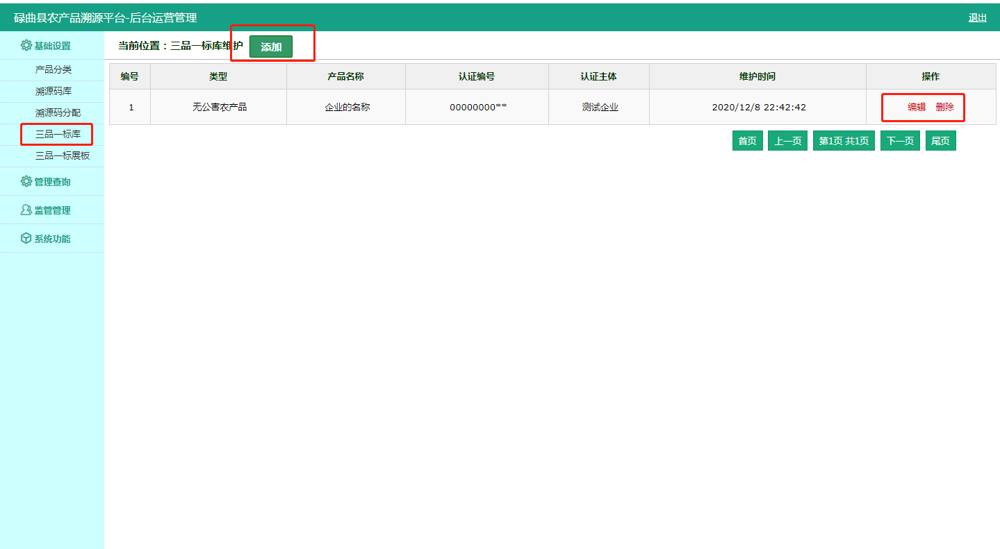 碌曲县农产品溯源平台-后台运营管理
退出
基础设置
产品分类
溯源码库
溯源码分配
三品一标库
三品一标展板
管理查询
监管管理
系统功能
当前位置：三品一标库维护 添加
编号 类型 产品名称 认证编号 认证主体 维护时间 操作
1 无公害农产品 企业的名称 00000000** 测试企业 2020/12/8 22:42:42 编辑 删除
首页 上一页 第1页 共1页 下一页 尾页